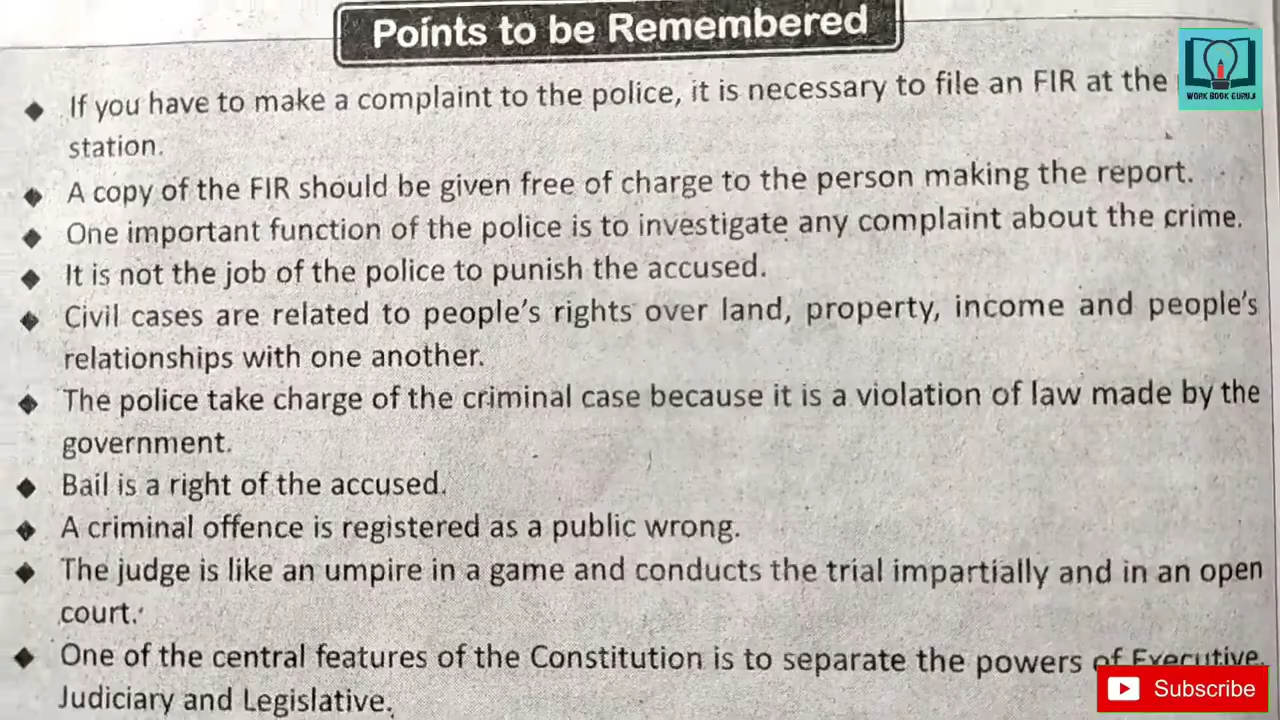 Points to be Remembered
WORK BOOK GURUJI
◆ If you have to make a complaint to the police, it is necessary to file an FIR at the
station.
◆ A copy of the FIR should be given free of charge to the person making the report.
◆ One important function of the police is to investigate any complaint about the crime.
◆ It is not the job of the police to punish the accused.
◆ Civil cases are related to people's rights over land, property, income and people's
relationships with one another.
◆ The police take charge of the criminal case because it is a violation of law made by the
government.
◆ Bail is a right of the accused.
◆ A criminal offence is registered as a public wrong.
◆ The judge is like an umpire in a game and conducts the trial impartially and in an open
court.
◆ One of the central features of the Constitution is to separate the powers of Executive,
Judiciary and Legislative.
Subscribe